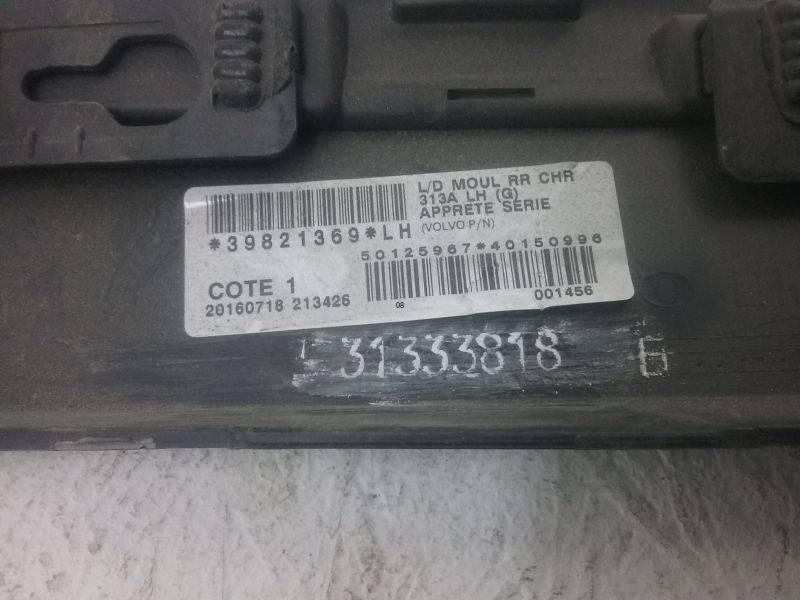 L/D MOUL RR CHR
313A LH (G)
APPRETE SERIE
(VOLVO P/N)
*39821369*LH
50125967*40150996
COTE 1
20160718 213426
08
001456
31333818 6